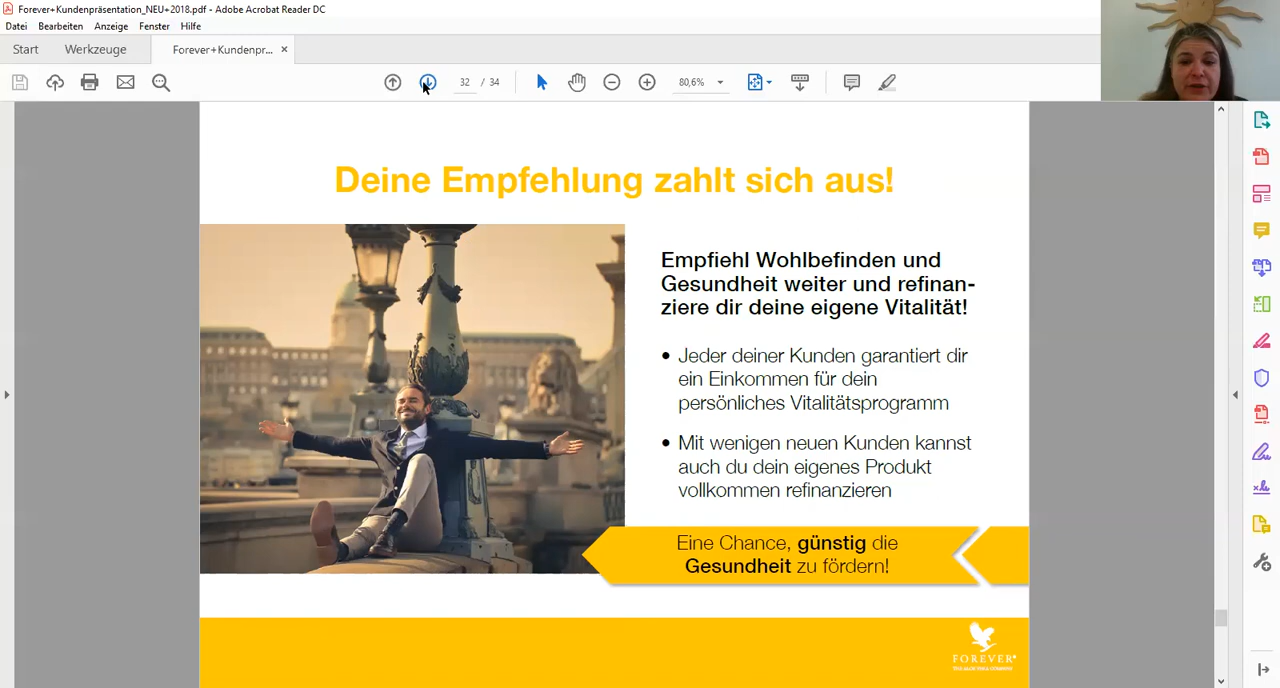 Forever+Kundenpräsentation_NEU+2018.pdf - Adobe Acrobat Reader DC
Datei Bearbeiten Anzeige Fenster Hilfe
Start Werkzeuge Forever+Kundenpr... ×
32 / 34 80,6%
Deine Empfehlung zahlt sich aus!
Empfiehl Wohlbefinden und
Gesundheit weiter und refinan-
ziere dir deine eigene Vitalität!
• Jeder deiner Kunden garantiert dir
ein Einkommen für dein
persönliches Vitalitätsprogramm
• Mit wenigen neuen Kunden kannst
auch du dein eigenes Produkt
vollkommen refinanzieren
Eine Chance, günstig die
Gesundheit zu fördern!
FOREVER